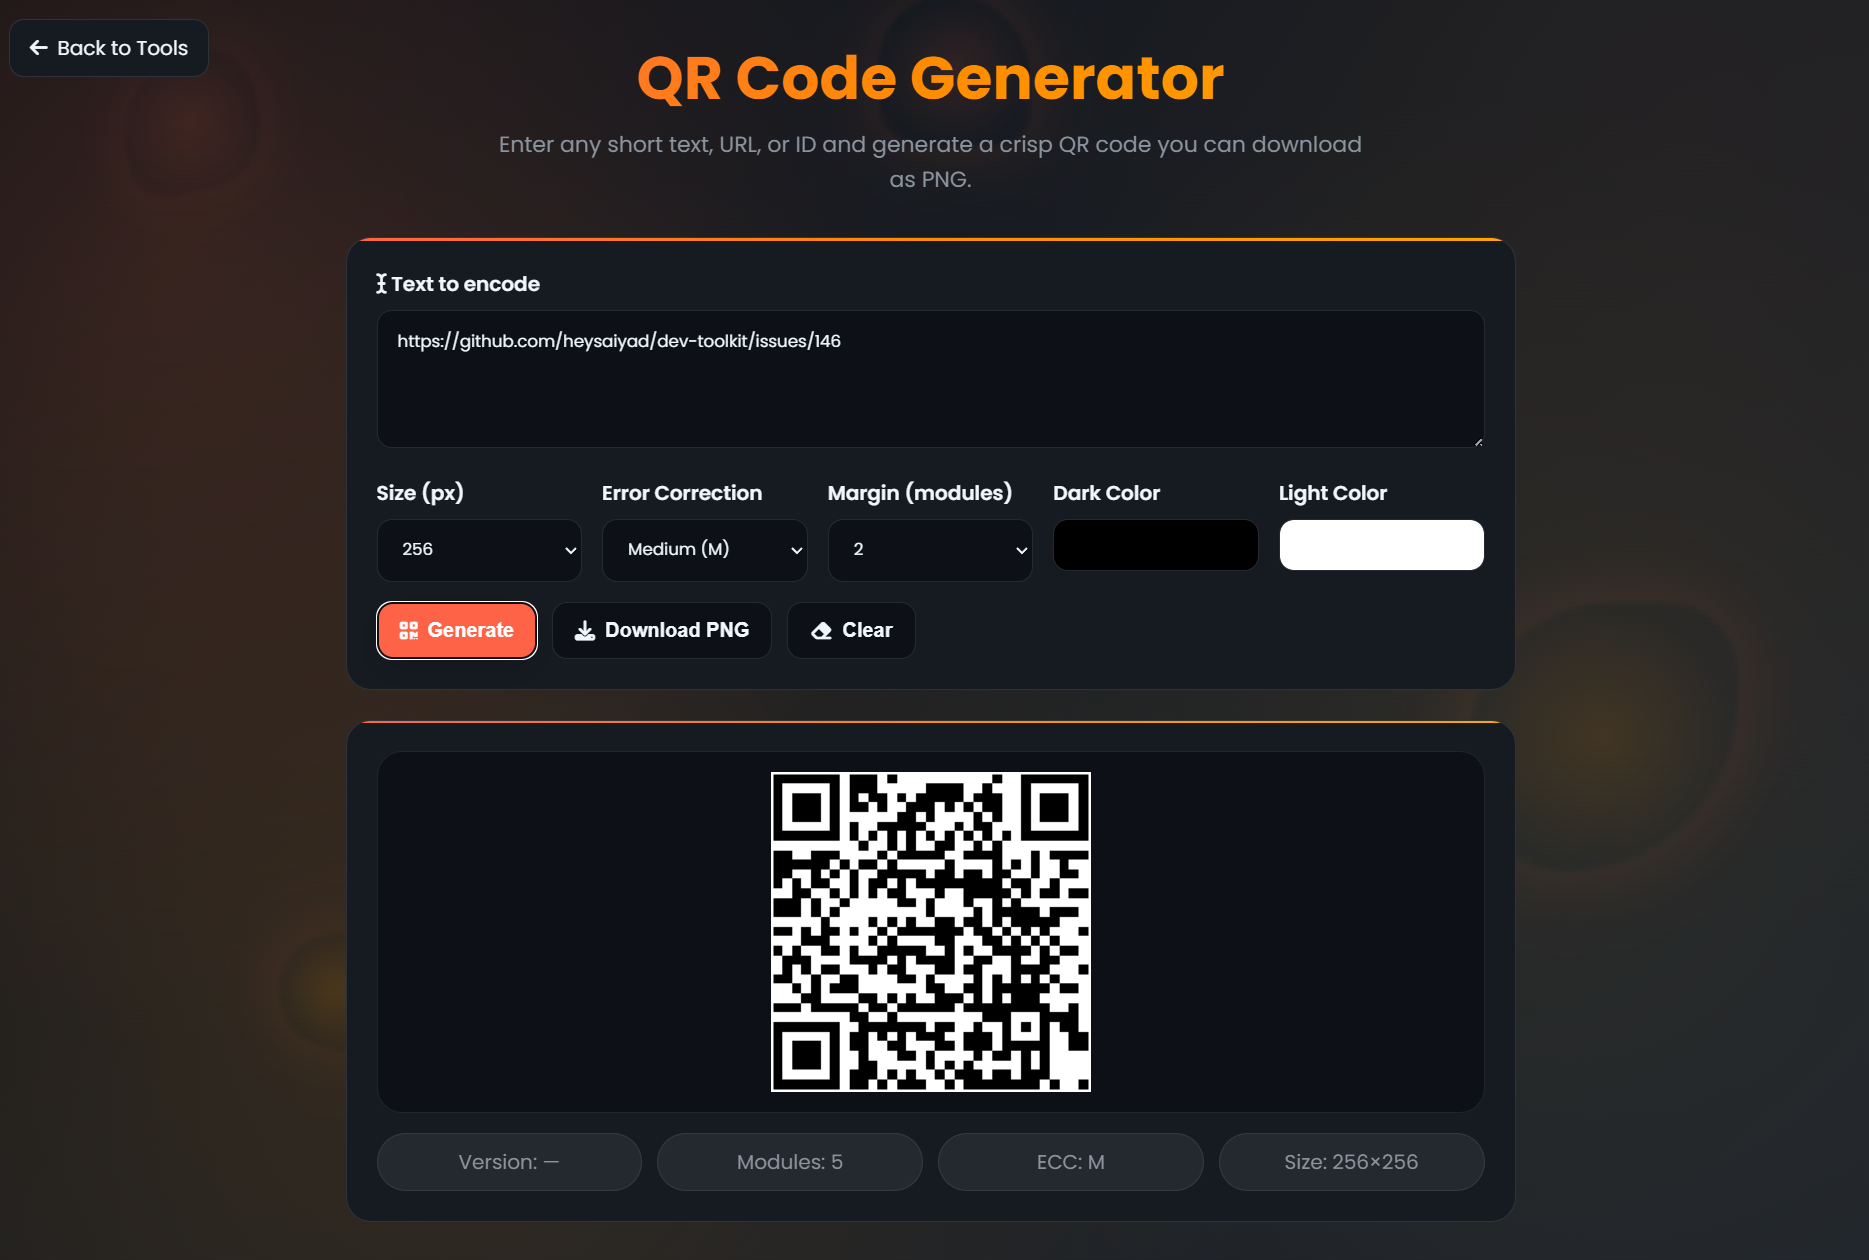 Back to Tools
QR Code Generator
Enter any short text, URL, or ID and generate a crisp QR code you can download
as PNG.
Text to encode
https://github.com/heysaiyad/dev-toolkit/issues/146
Size (px)
Error Correction
Margin (modules)
Dark Color
Light Color
256
Medium (M)
2
Generate
Download PNG
Clear
Version: —
Modules: 5
ECC: M
Size: 256×256